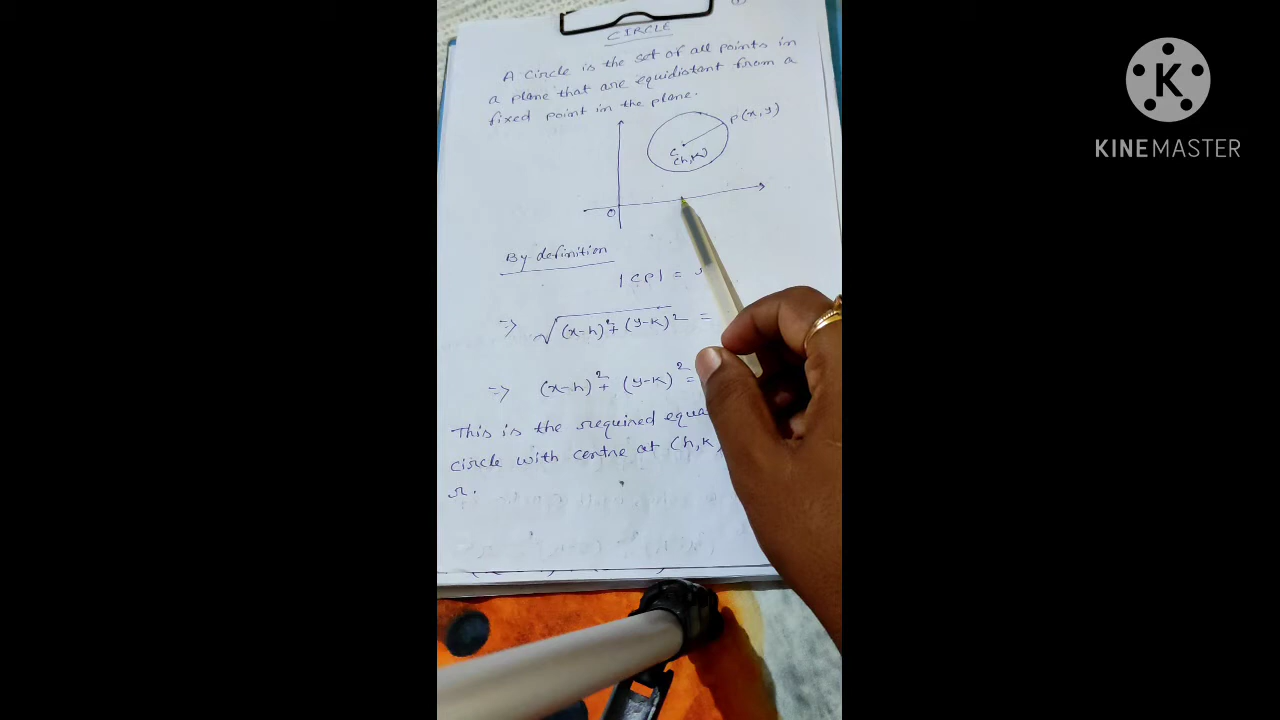 CIRCLE
A circle is the set of all points in
a plane that are equidistant from a
fixed point in the plane.
P(x,y)
C
(h,k)
O
By definition
|CP| =
=> √(x-h)²+(y-k)² =
=> (x-h)²+(y-k)² =
This is the required equa
circle with centre at (h,k
r.
K
KINEMASTER